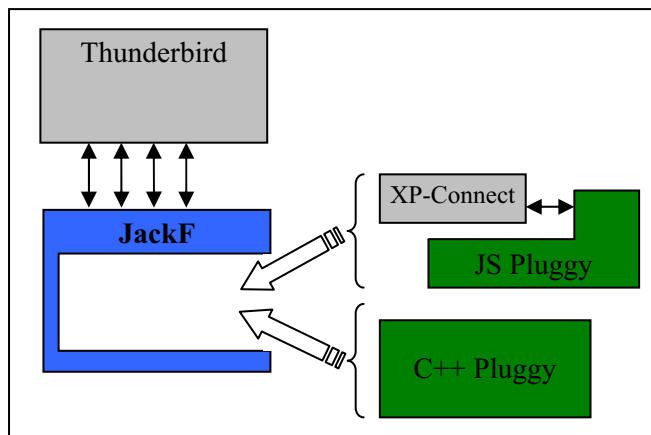 Thunderbird
JackF
XP-Connect
JS Pluggy
C++ Pluggy